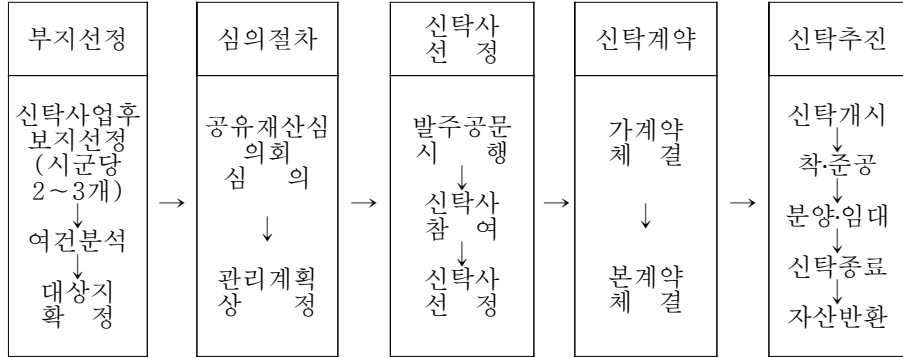 부지선정
신탁사업후
보지선정
(시군당
2～3개)
↓
여건분석
↓
대상지
확 정
→
심의절차
공유재산심
의회
심 의
↓
관리계획
상 정
→
신탁사
선 정
발주공문
시 행
↓
신탁사
참 여
↓
신탁사
선 정
→
신탁계약
가계약
체 결
↓
본계약
체 결
→
신탁추진
신탁개시
↓
착·준공
↓
분양·임대
↓
신탁종료
↓
자산반환